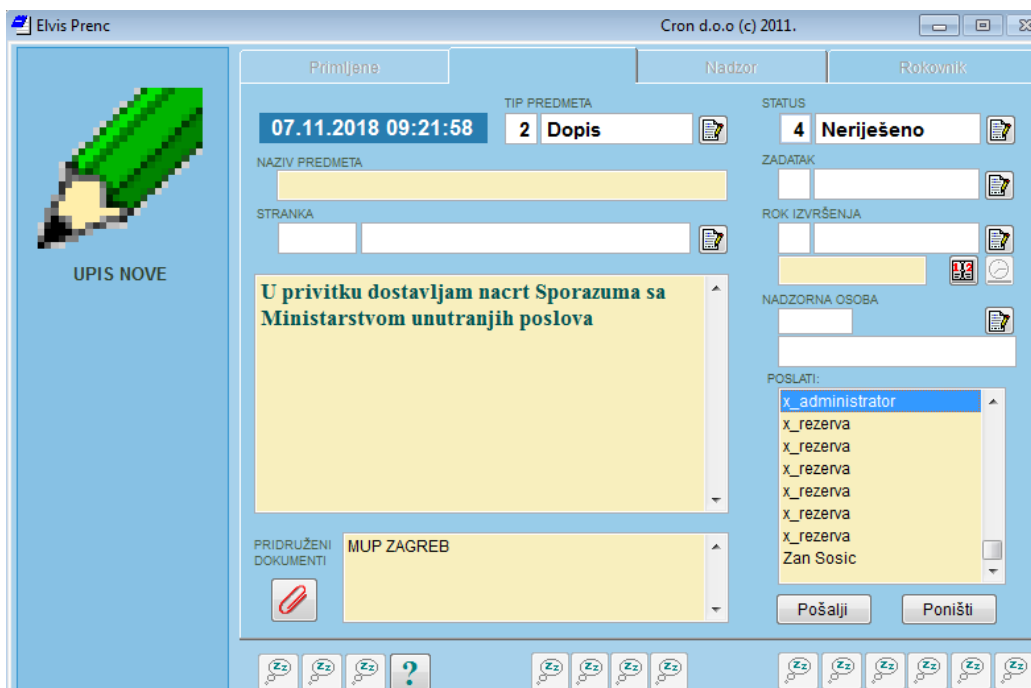 Elvis Prenc
Cron d.o.o (c) 2011.
Primljene
Nadzor
Rokovnik
UPIS NOVE
07.11.2018 09:21:58
TIP PREDMETA
2 Dopis
STATUS
4 Neriješeno
NAZIV PREDMETA
ZADATAK
STRANKA
ROK IZVRŠENJA
U privitku dostavljam nacrt Sporazuma sa
Ministarstvom unutranjih poslova
NADZORNA OSOBA
POSLATI:
x_administrator
x_rezerva
x_rezerva
x_rezerva
x_rezerva
x_rezerva
x_rezerva
Zan Sosic
PRIDRUŽENI
DOKUMENTI
MUP ZAGREB
Pošalji
Poništi
?